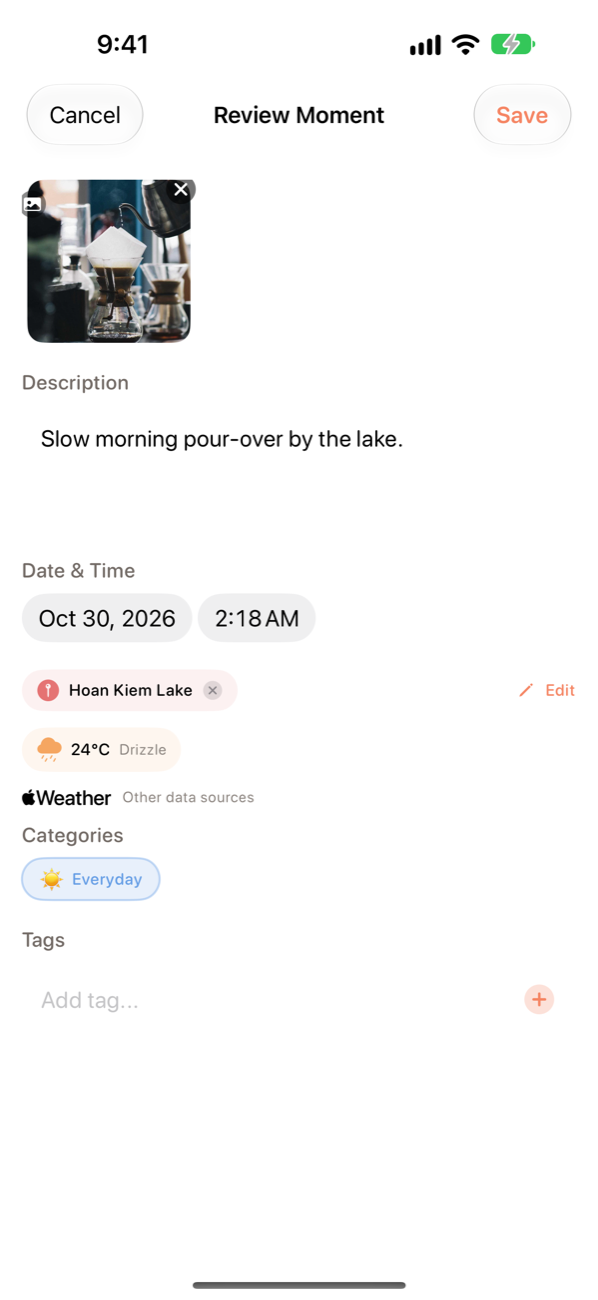 9:41
Cancel
Review Moment
Save
Description
Slow morning pour-over by the lake.
Date & Time
Oct 30, 2026
2:18 AM
Hoan Kiem Lake
Edit
24°C Drizzle
Weather Other data sources
Categories
Everyday
Tags
Add tag...